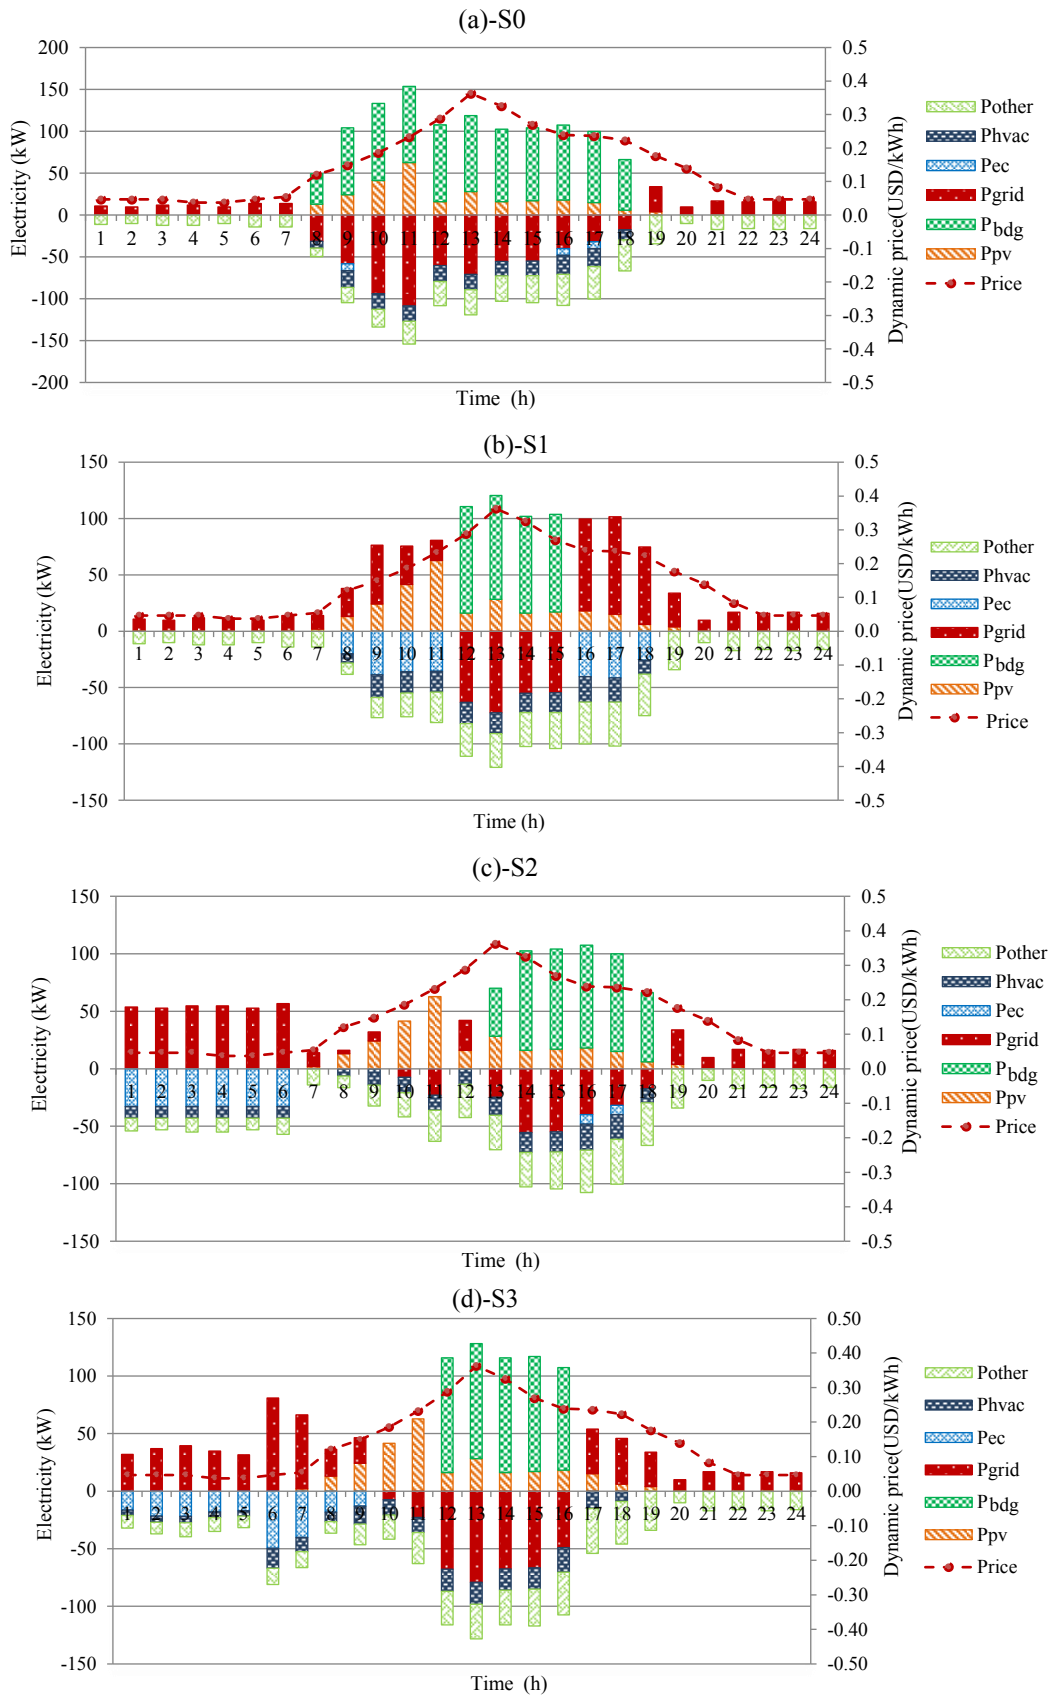 (a)-S0
200 0.5
150 0.4
0.3
100 0.2
50 0.1
0 0.0
1 2 3 4 5 6 7 8 9 10 11 12 13 14 15 16 17 18 19 20 21 22 23 24
-50 -0.1
-100 -0.2
-0.3
-150 -0.4
-200 -0.5
Electricity (kW)
Dynamic price(USD/kWh)
Time (h)
Pother
Phvac
Pec
Pgrid
Pbdg
Ppv
Price
(b)-S1
150 0.5
0.4
100 0.3
50 0.2
0.1
0 0.0
1 2 3 4 5 6 7 8 9 10 11 12 13 14 15 16 17 18 19 20 21 22 23 24
-0.1
-50 -0.2
-100 -0.3
-0.4
-150 -0.5
Electricity (kW)
Dynamic price(USD/kWh)
Time (h)
Pother
Phvac
Pec
Pgrid
Pbdg
Ppv
Price
(c)-S2
150 0.5
0.4
100 0.3
50 0.2
0.1
0 0.0
1 2 3 4 5 6 7 8 9 10 11 12 13 14 15 16 17 18 19 20 21 22 23 24
-0.1
-50 -0.2
-100 -0.3
-0.4
-150 -0.5
Electricity (kW)
Dynamic price(USD/kWh)
Time (h)
Pother
Phvac
Pec
Pgrid
Pbdg
Ppv
Price
(d)-S3
150 0.50
0.40
100 0.30
50 0.20
0.10
0 0.00
1 2 3 4 5 6 7 8 9 10 11 12 13 14 15 16 17 18 19 20 21 22 23 24
-0.10
-50 -0.20
-100 -0.30
-0.40
-150 -0.50
Electricity (kW)
Dynamic price(USD/kWh)
Time (h)
Pother
Phvac
Pec
Pgrid
Pbdg
Ppv
Price